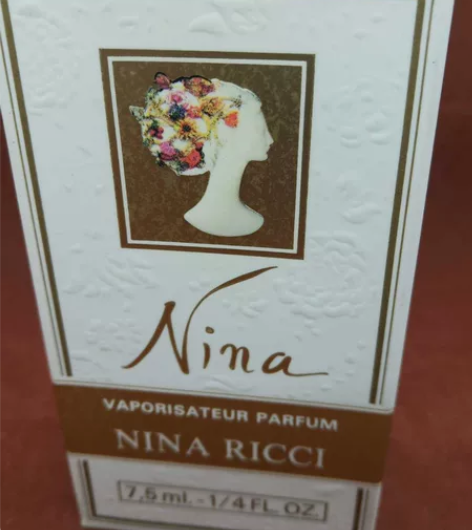 Nina
VAPORISATEUR PARFUM
NINA RICCI
7,5 ml. - 1/4 FL. OZ.